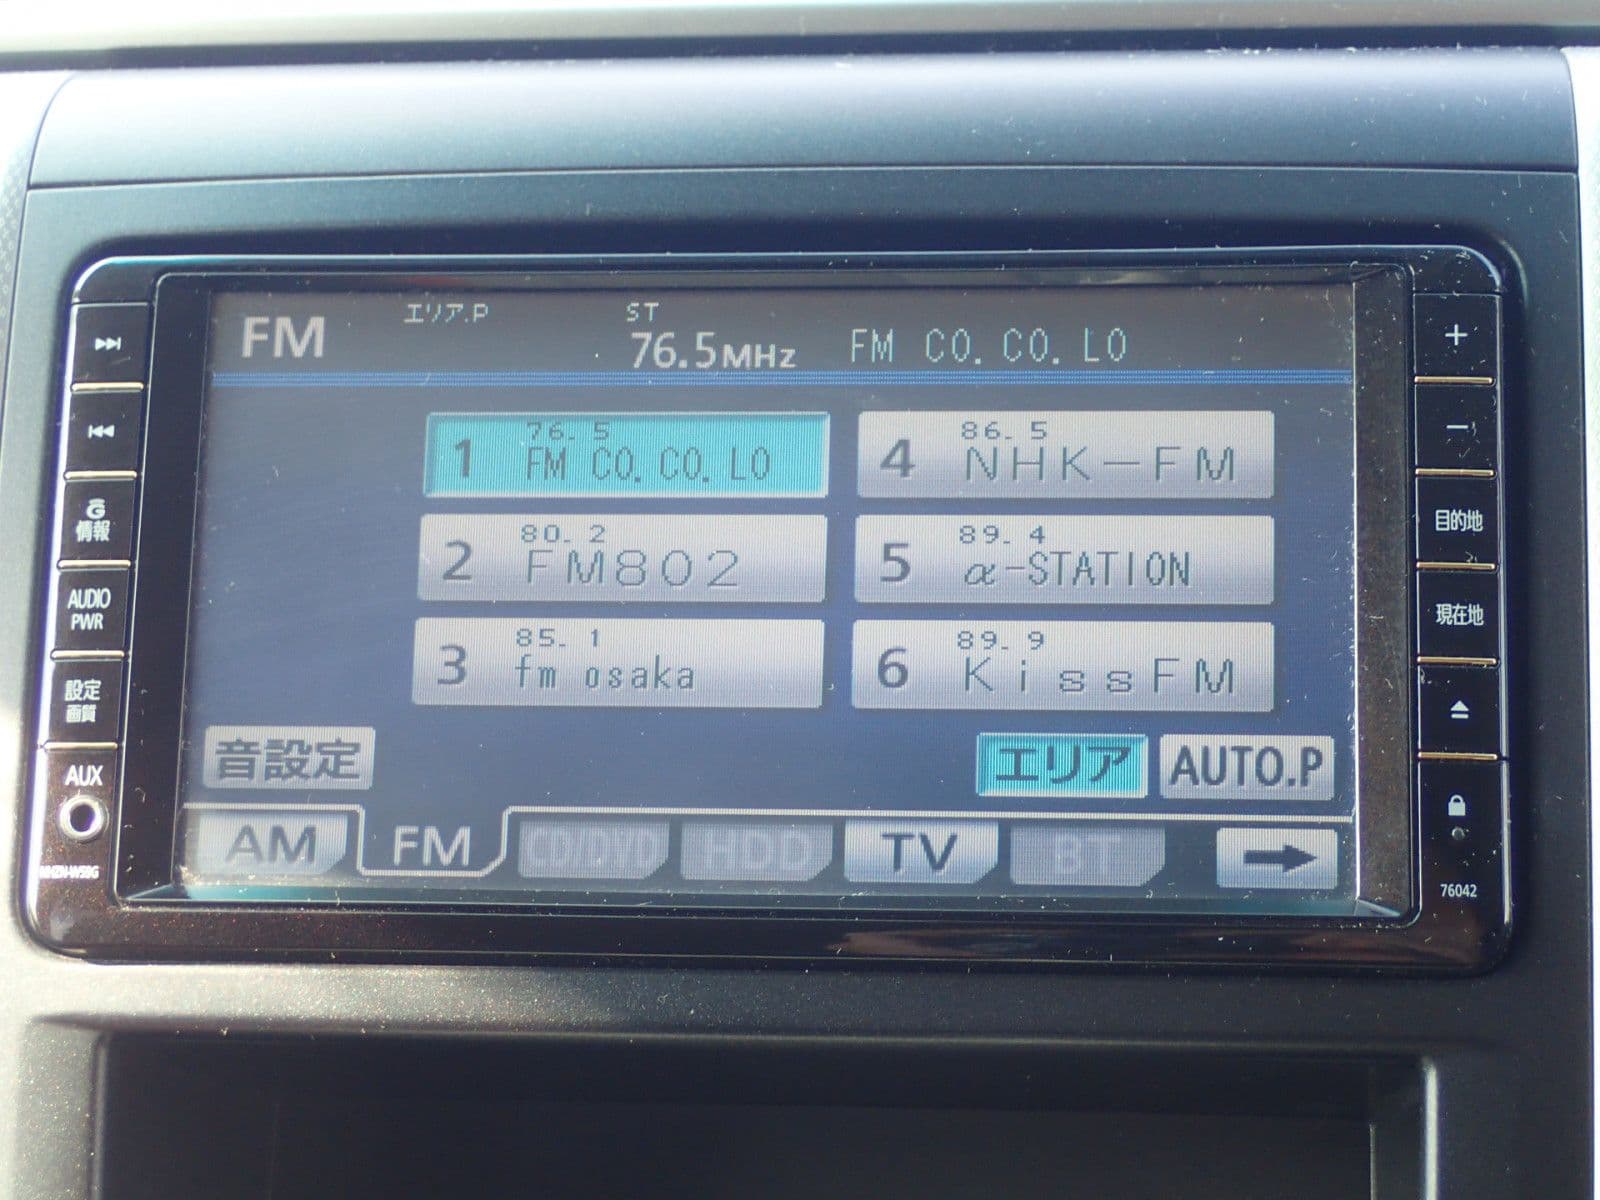 FM
エリア.P
ST
76.5MHz
FM CO.CO.LO
1
76.5
FM CO.CO.LO
4
86.5
NHK-FM
2
80.2
FM802
5
89.4
α-STATION
3
85.1
fm osaka
6
89.9
KissFM
音設定
エリア
AUTO.P
AM
FM
CD/DVD
HDD
TV
BT
G
情報
AUDIO
PWR
設定
画質
AUX
+
-
目的地
現在地
76042